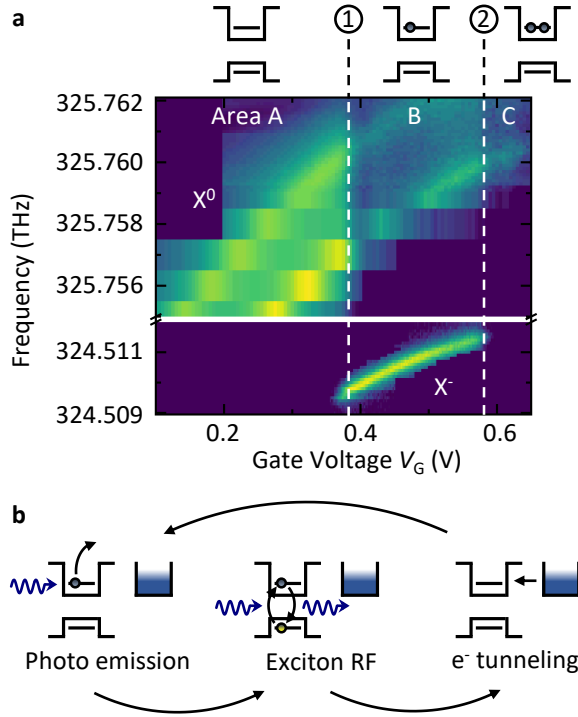 a
1
2
325.762
Area A
B
C
325.760
X⁰
325.758
Frequency (THz)
325.756
324.511
X⁻
324.509
0.2
0.4
0.6
Gate Voltage V_G (V)
b
Photo emission
Exciton RF
e⁻ tunneling